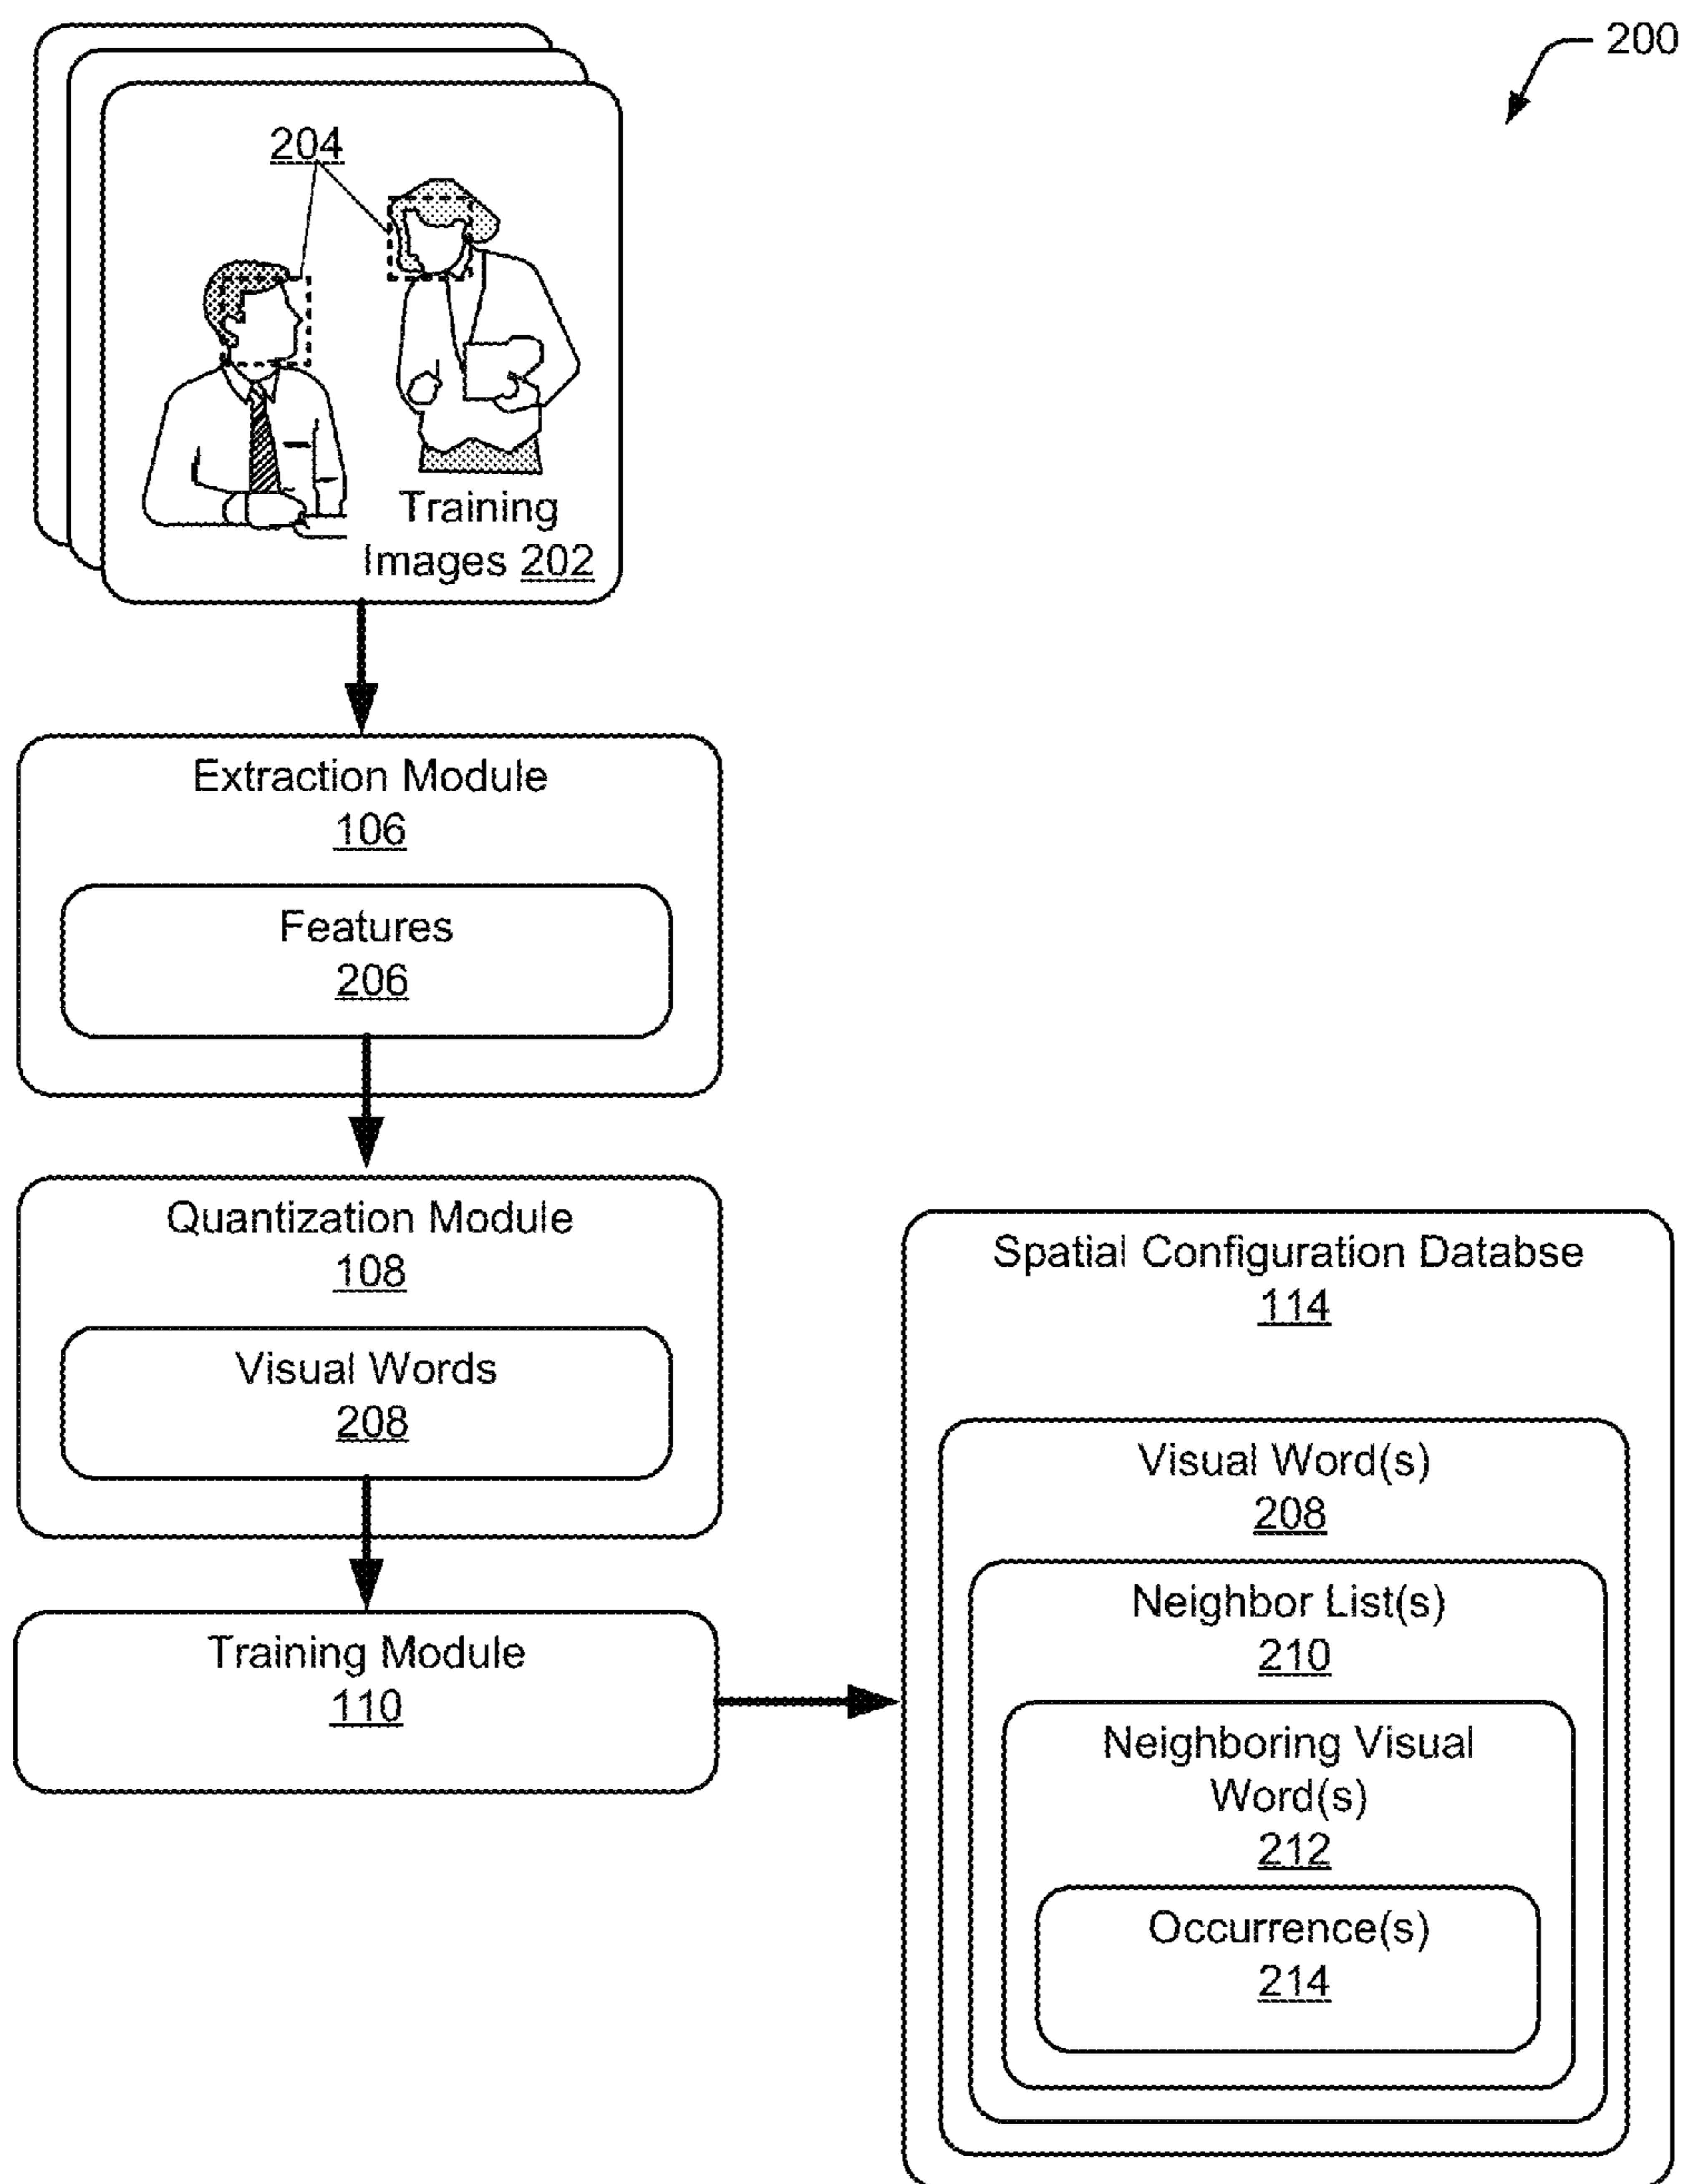 200
204
Training
Images 202
Extraction Module
106
Features
206
Quantization Module
108
Visual Words
208
Training Module
110
Spatial Configuration Databse
114
Visual Word(s)
208
Neighbor List(s)
210
Neighboring Visual
Word(s)
212
Occurrence(s)
214